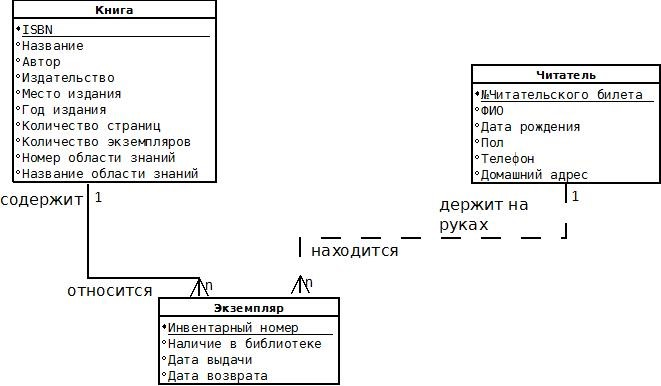 Книга
ISBN
Название
Автор
Издательство
Место издания
Год издания
Количество страниц
Количество экземпляров
Номер области знаний
Название области знаний
Читатель
№Читательского билета
ФИО
Дата рождения
Пол
Телефон
Домашний адрес
содержит
1
1
держит на
руках
находится
относится
n
n
Экземпляр
Инвентарный номер
Наличие в библиотеке
Дата выдачи
Дата возврата